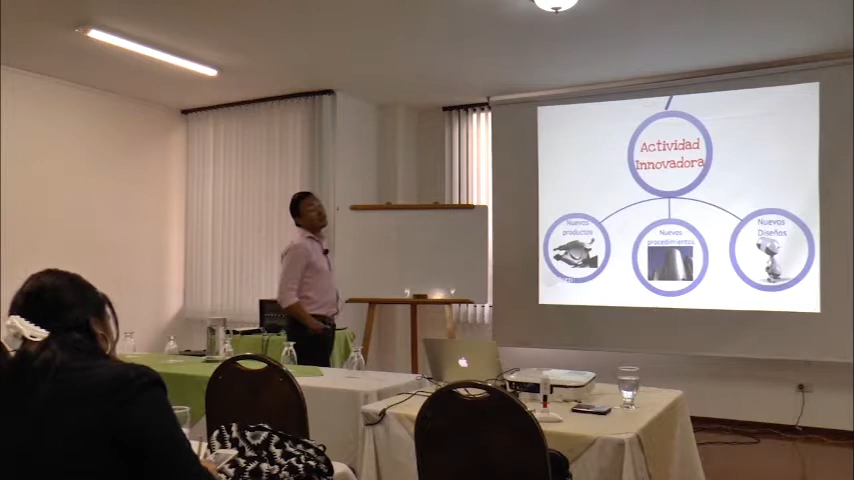 Actividad
Innovadora
Nuevos
productos
Nuevos
procedimientos
Nuevos
Diseños